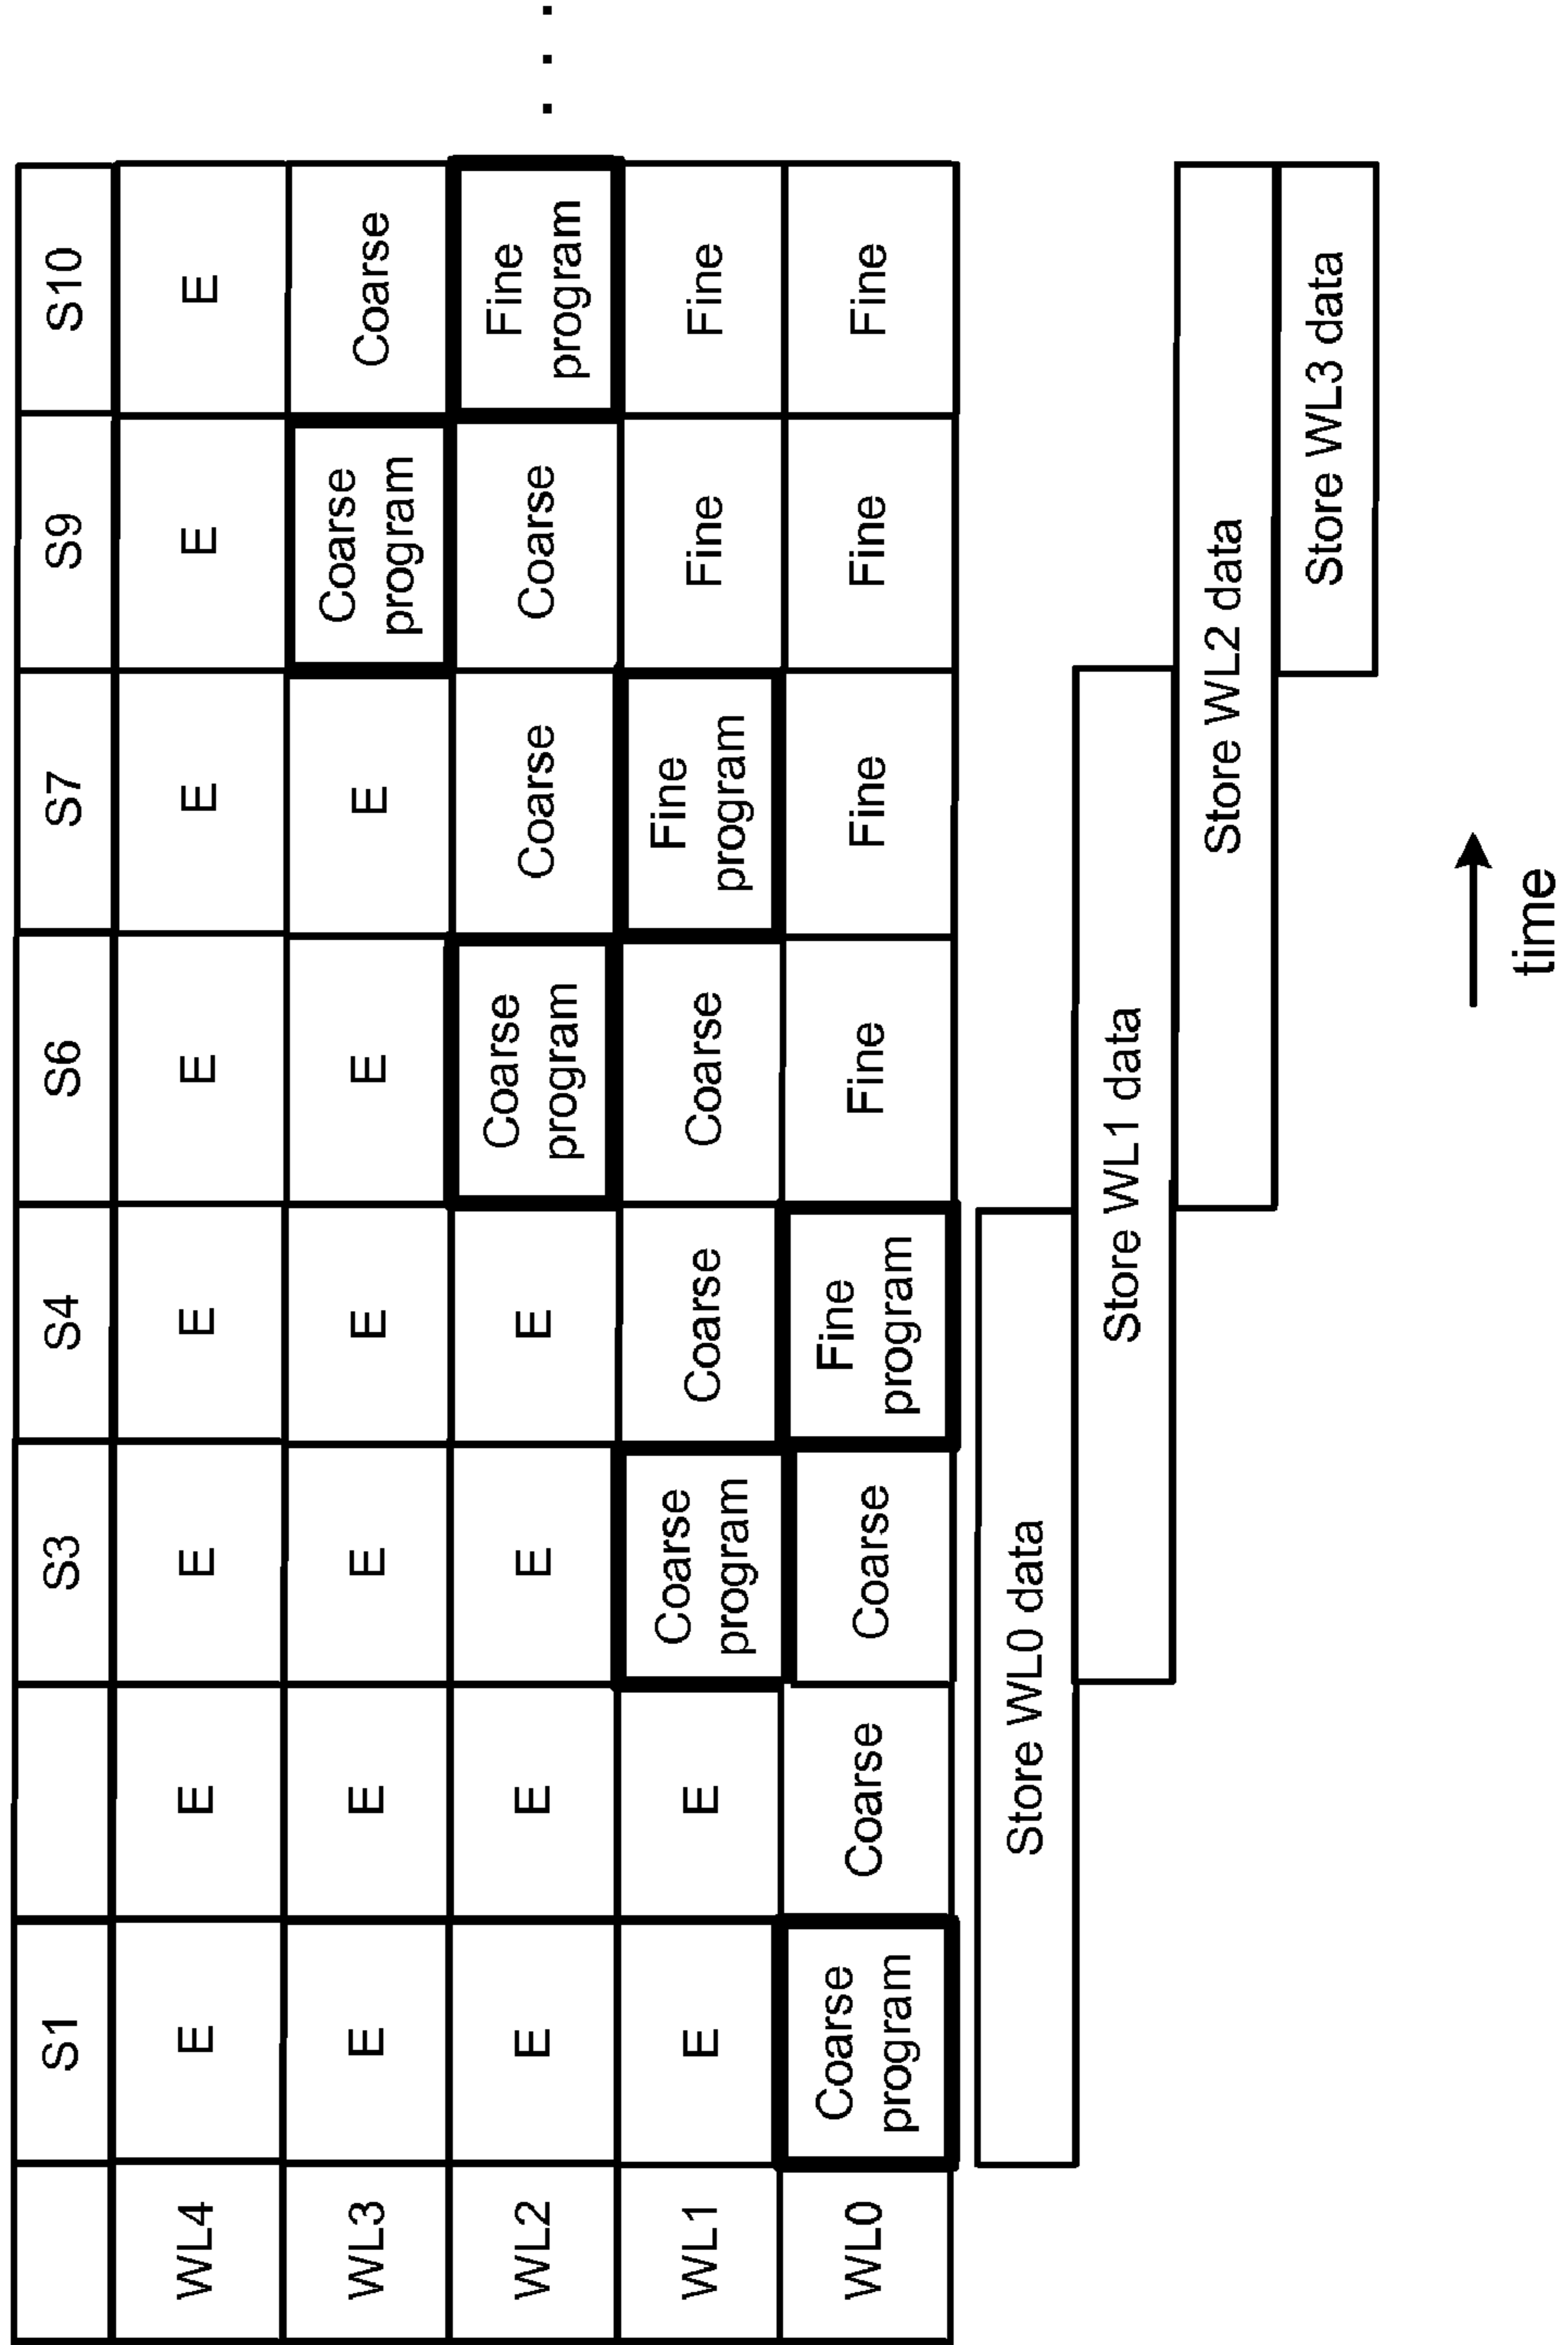 S1 S3 S4 S6 S7 S9 S10
WL4 E E E E E E E E
WL3 E E E E E E Coarse program Coarse
WL2 E E E E Coarse program Coarse Coarse Fine program
WL1 E E Coarse program Coarse Coarse Fine program Fine Fine
WL0 Coarse program Coarse Coarse Fine program Fine Fine Fine Fine
Store WL0 data
Store WL1 data
Store WL2 data
Store WL3 data
time
. . .